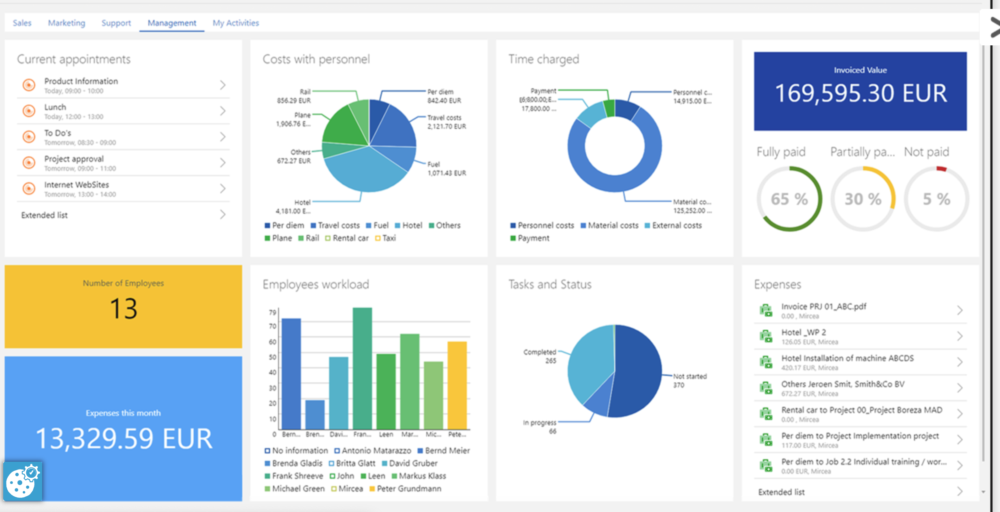 Sales Marketing Support Management My Activities
Current appointments
Product Information
Today, 09:00 - 10:00
Lunch
Today, 12:00 - 13:00
To Do's
Tomorrow, 08:30 - 09:00
Project approval
Tomorrow, 09:00 - 11:00
Internet WebSites
Tomorrow, 13:00 - 14:00
Extended list
Costs with personnel
Rail
856.29 EUR
Per diem
842.40 EUR
Plane
1,906.76 E...
Travel costs
2,121.70 EUR
Others
672.27 EUR
Fuel
1,071.43 EUR
Hotel
4,181.00 E...
Per diem Travel costs Fuel Hotel Others
Plane Rail Rental car Taxi
Time charged
Payment
Personnel c...
14,915.00 E...
17,800.00 ...
Material co...
125,252.00 ...
Personnel costs Material costs External costs
Payment
Invoiced Value
169,595.30 EUR
Fully paid Partially pa... Not paid
65 % 30 % 5 %
Number of Employees
13
Expenses this month
13,329.59 EUR
Employees workload
79
70
60
50
40
30
20
10
0 Bern... Bren... Davi... Fran... Leen Mar... Mic... Pete...
No information Antonio Matarazzo Bernd Meier
Brenda Gladis Britta Glatt David Gruber
Frank Shreeve John Leen Markus Klass
Michael Green Mircea Peter Grundmann
Tasks and Status
Completed
265
Not started
370
In progress
66
Expenses
Invoice PRJ 01_ABC.pdf
0.00 , Mircea
Hotel _WP 2
126.05 EUR, Mircea
Hotel Installation of machine ABCDS
420.17 EUR, Mircea
Others Jeroen Smit, Smith&Co BV
672.27 EUR, Mircea
Rental car to Project 00_Project Boreza MAD
0.00 , Mircea
Per diem to Project Implementation project
117.00 EUR, Mircea
Per diem to Job 2.2 Individual training / wor...
0.00 EUR, Mircea
Extended list